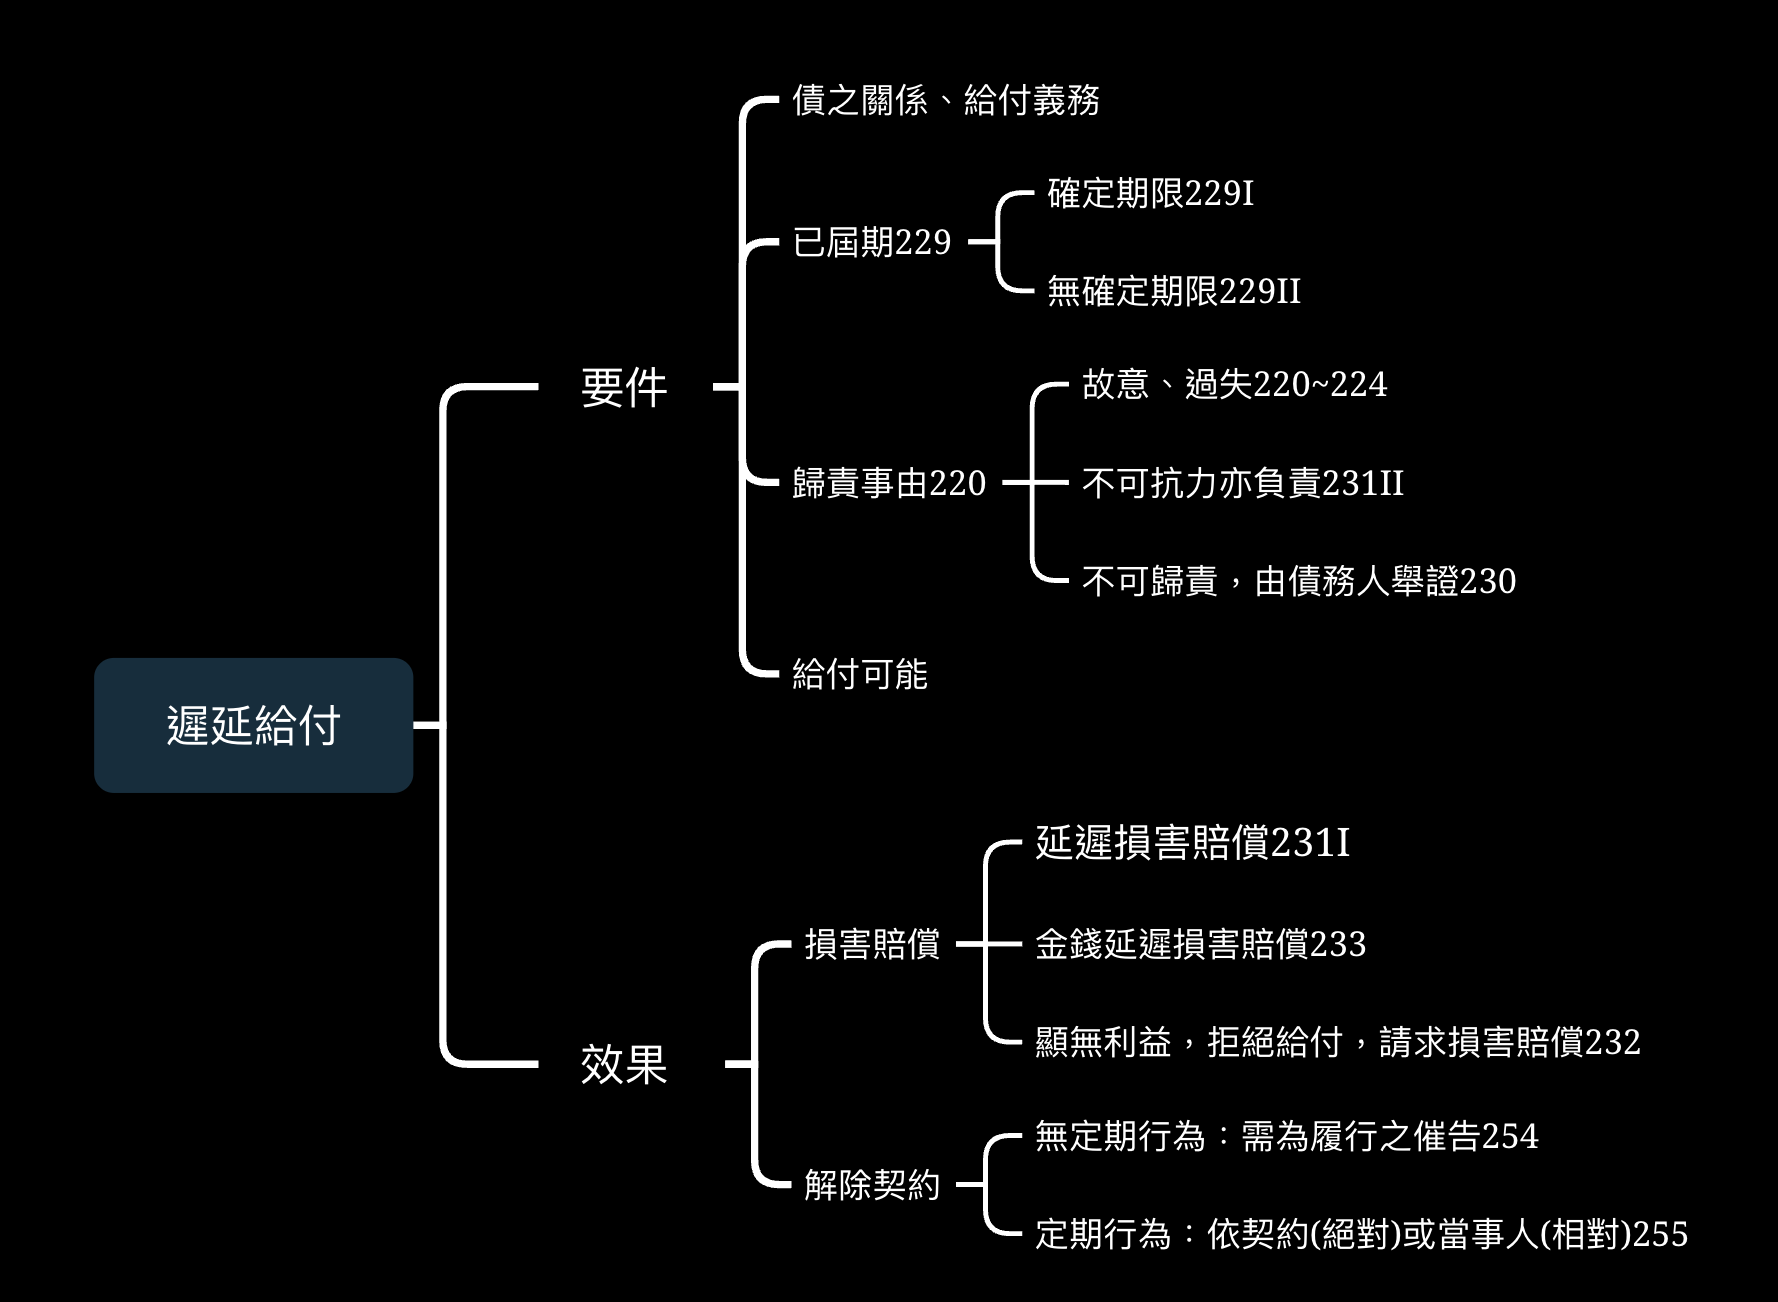 遲延給付
要件
債之關係、給付義務
已屆期229
確定期限229I
無確定期限229II
歸責事由220
故意、過失220~224
不可抗力亦負責231II
不可歸責，由債務人舉證230
給付可能
效果
損害賠償
延遲損害賠償231I
金錢延遲損害賠償233
顯無利益，拒絕給付，請求損害賠償232
解除契約
無定期行為：需為履行之催告254
定期行為：依契約(絕對)或當事人(相對)255